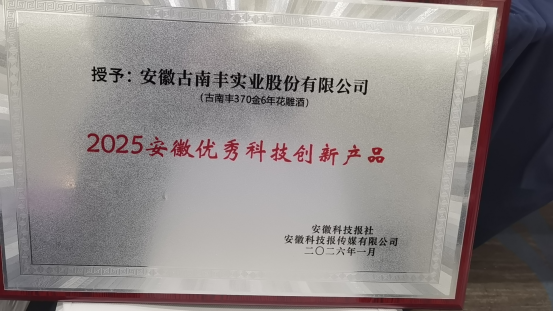 授予：安徽古南丰实业股份有限公司
（古南丰370金6年花雕酒）
2025安徽优秀科技创新产品
安徽科技报社
安徽科技报传媒有限公司
二〇二六年一月